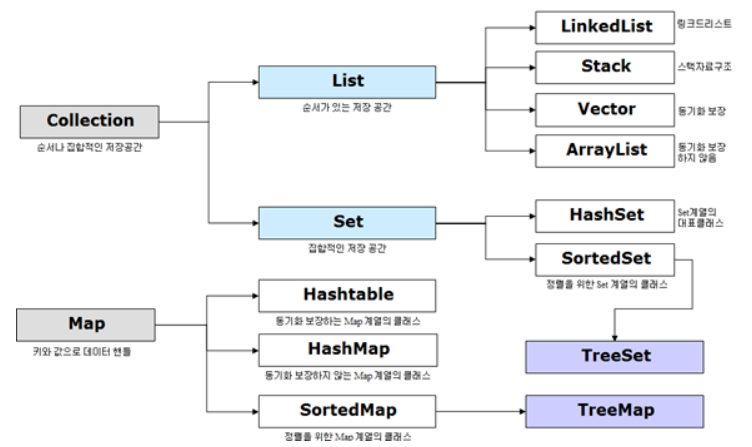 LinkedList
링크드리스트
List
순서가 있는 저장 공간
Stack
스택자료구조
Collection
순서나 집합적인 저장공간
Vector
동기화 보장
ArrayList
동기화 보장
하지 않음
Set
집합적인 저장 공간
HashSet
Set계열의
대표클래스
SortedSet
정렬을 위한 Set 계열의 클래스
Map
키와 값으로 데이터 핸들
Hashtable
동기화 보장하는 Map 계열의 클래스
HashMap
동기화 보장하지 않는 Map 계열의 클래스
TreeSet
SortedMap
정렬을 위한 Map 계열의 클래스
TreeMap